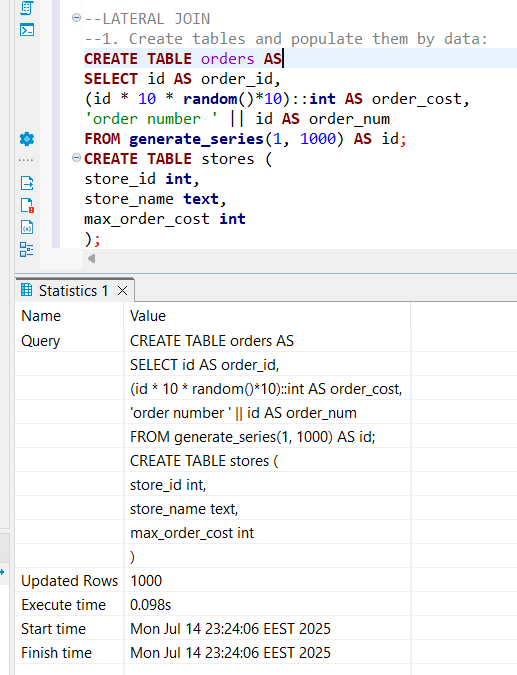 --LATERAL JOIN
--1. Create tables and populate them by data:
CREATE TABLE orders AS
SELECT id AS order_id,
(id * 10 * random()*10)::int AS order_cost,
'order number ' || id AS order_num
FROM generate_series(1, 1000) AS id;
CREATE TABLE stores (
store_id int,
store_name text,
max_order_cost int
);
Statistics 1
Name Value
Query CREATE TABLE orders AS
SELECT id AS order_id,
(id * 10 * random()*10)::int AS order_cost,
'order number ' || id AS order_num
FROM generate_series(1, 1000) AS id;
CREATE TABLE stores (
store_id int,
store_name text,
max_order_cost int
)
Updated Rows 1000
Execute time 0.098s
Start time Mon Jul 14 23:24:06 EEST 2025
Finish time Mon Jul 14 23:24:06 EEST 2025